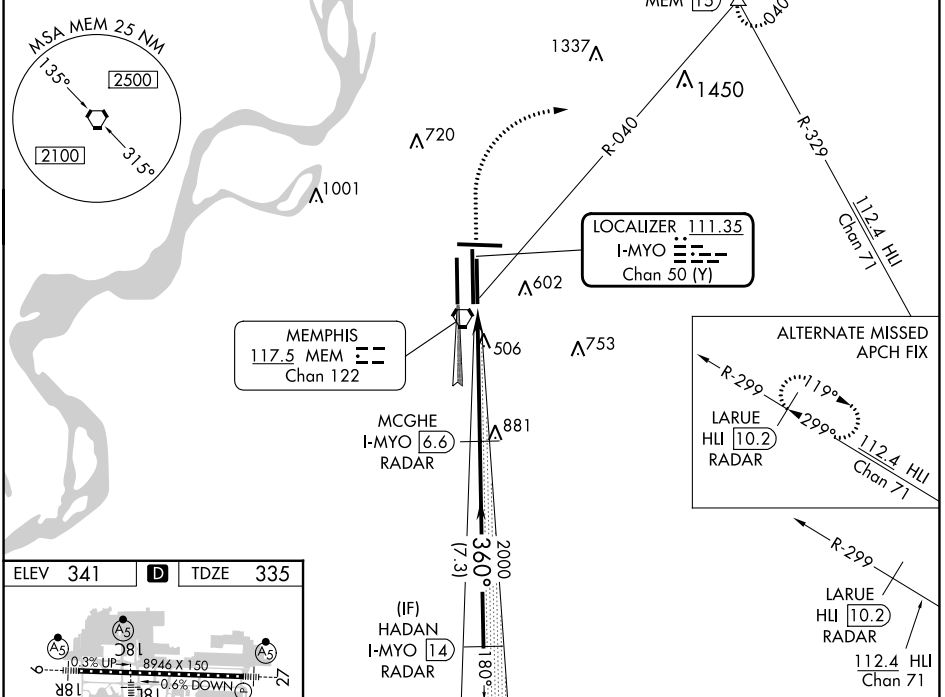 MEM 15
040
MSA MEM 25 NM
135°
2500
2100
315°
1337
1450
720
1001
R-040
R-329
112.4 HLI
Chan 71
LOCALIZER 111.35
I-MYO
Chan 50 (Y)
602
MEMPHIS
117.5 MEM
Chan 122
506
753
ALTERNATE MISSED
APCH FIX
R-299
119°
299°
LARUE
HLI 10.2
RADAR
112.4 HLI
Chan 71
MCGHE
I-MYO 6.6
RADAR
881
360°
(7.3)
2000
(IF)
HADAN
I-MYO 14
RADAR
180°
R-299
LARUE
HLI 10.2
RADAR
112.4 HLI
Chan 71
ELEV 341
D
TDZE 335
A5
A5
A5
18C
0.3% UP
8946 X 150
0.6% DOWN
9
27
18R
18L
P